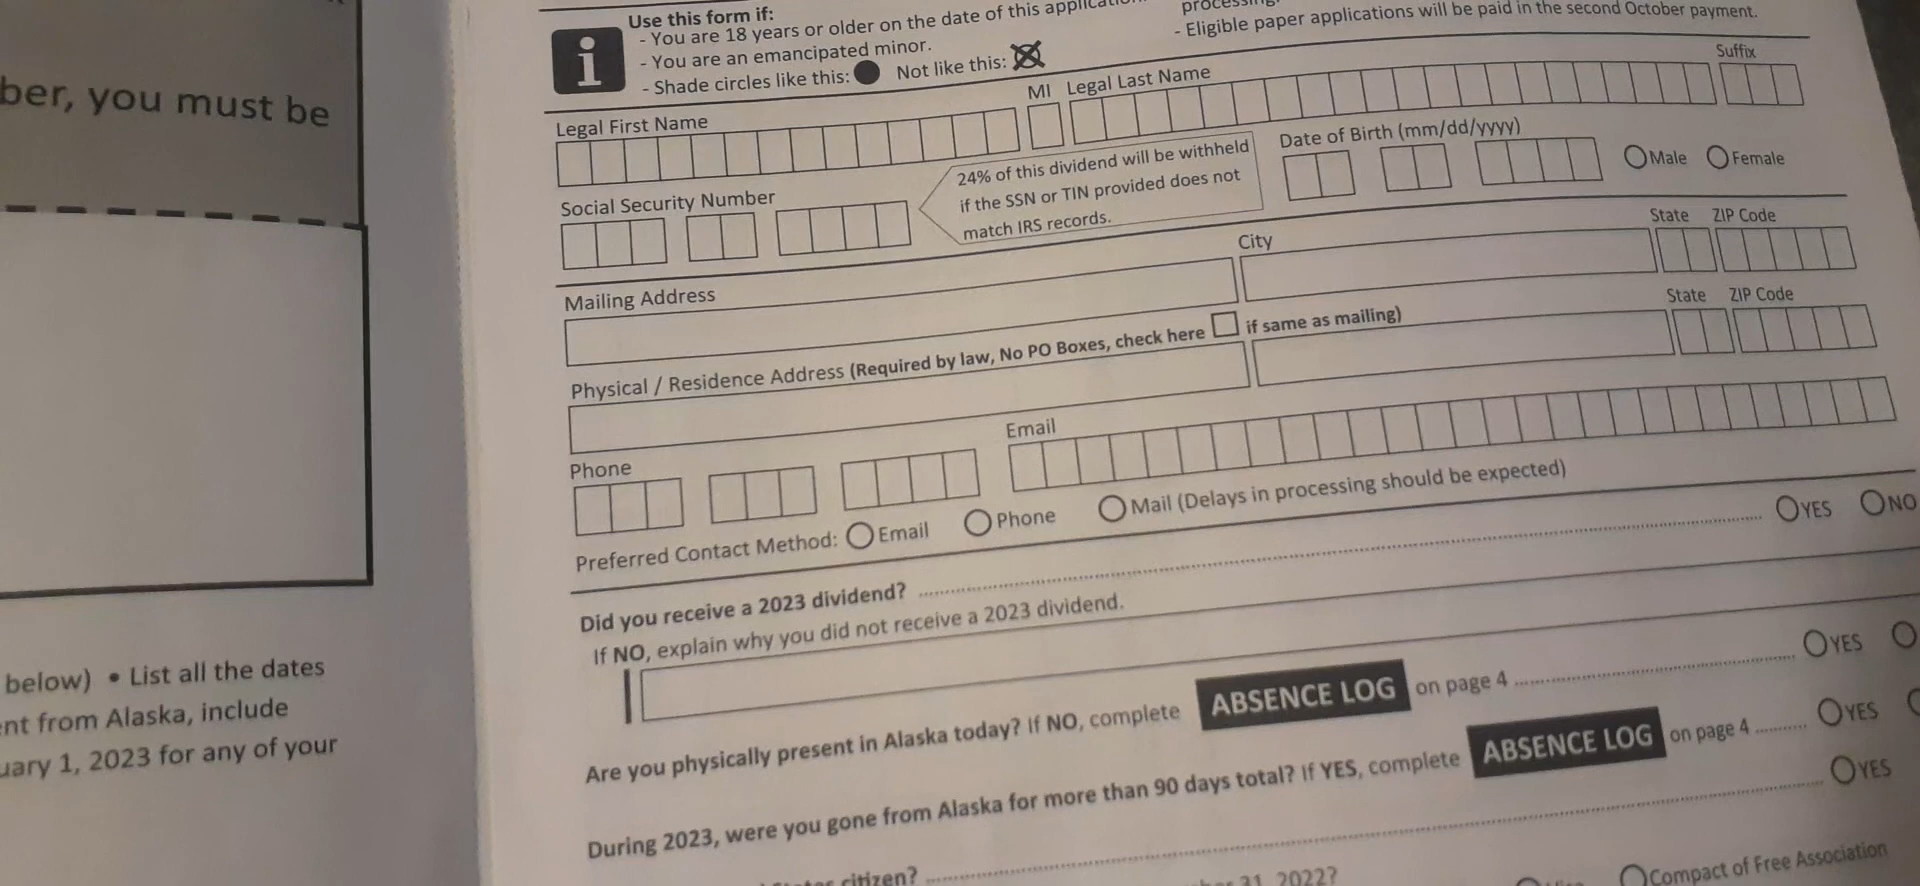 ber, you must be
below) • List all the dates
ent from Alaska, include
uary 1, 2023 for any of your
Use this form if:
- You are 18 years or older on the date of this
- You are an emancipated minor.
- Shade circles like this: Not like this:
- Eligible paper applications will be paid in the second October payment.
Legal First Name MI Legal Last Name Suffix
Social Security Number
24% of this dividend will be withheld
if the SSN or TIN provided does not
match IRS records.
Date of Birth (mm/dd/yyyy) Male Female
Mailing Address City State ZIP Code
Physical / Residence Address (Required by law, No PO Boxes, check here if same as mailing) State ZIP Code
Phone Email
Preferred Contact Method: Email Phone Mail (Delays in processing should be expected)
Did you receive a 2023 dividend? YES NO
If NO, explain why you did not receive a 2023 dividend.
Are you physically present in Alaska today? If NO, complete ABSENCE LOG on page 4 YES
During 2023, were you gone from Alaska for more than 90 days total? If YES, complete ABSENCE LOG on page 4 YES
citizen? YES
31, 2022?
Compact of Free Association